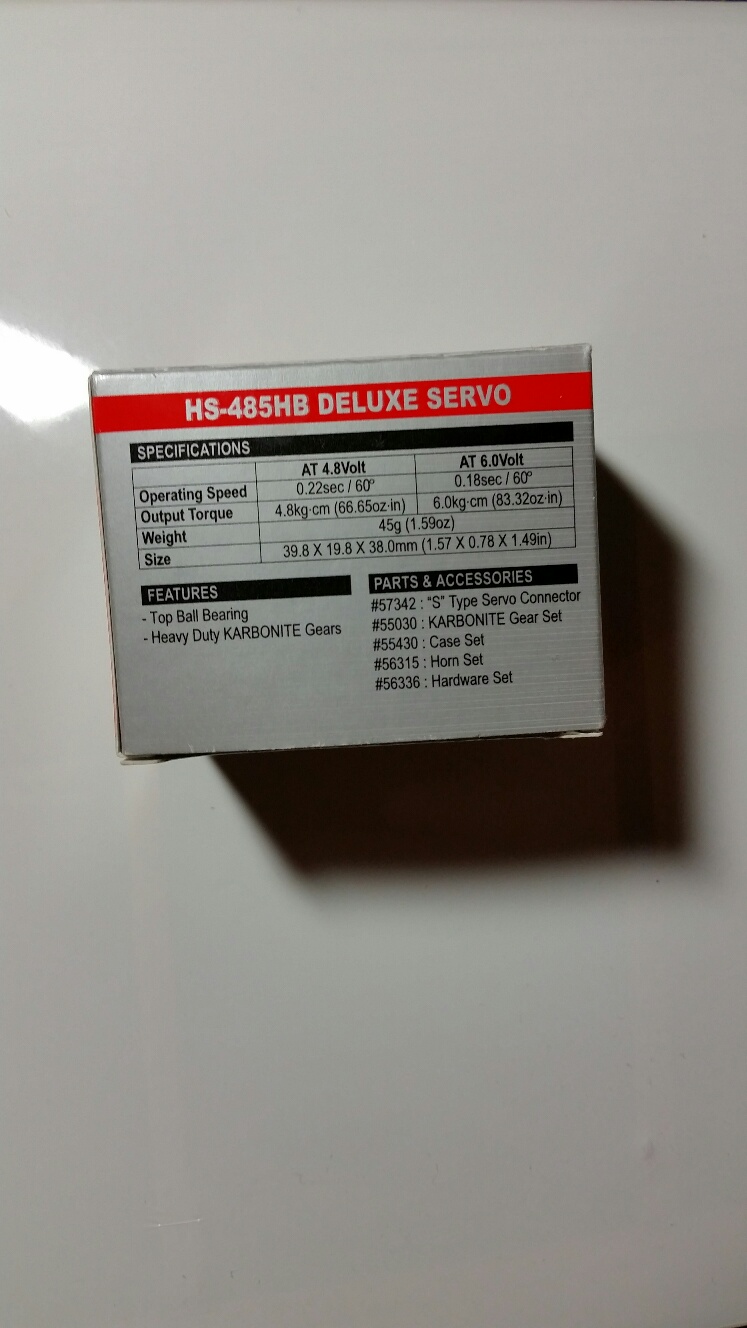 HS-485HB DELUXE SERVO
SPECIFICATIONS
AT 4.8Volt AT 6.0Volt
Operating Speed 0.22sec / 60º 0.18sec / 60º
Output Torque 4.8kg·cm (66.65oz·in) 6.0kg·cm (83.32oz·in)
Weight 45g (1.59oz)
Size 39.8 X 19.8 X 38.0mm (1.57 X 0.78 X 1.49in)
FEATURES
- Top Ball Bearing
- Heavy Duty KARBONITE Gears
PARTS & ACCESSORIES
#57342 : "S" Type Servo Connector
#55030 : KARBONITE Gear Set
#55430 : Case Set
#56315 : Horn Set
#56336 : Hardware Set